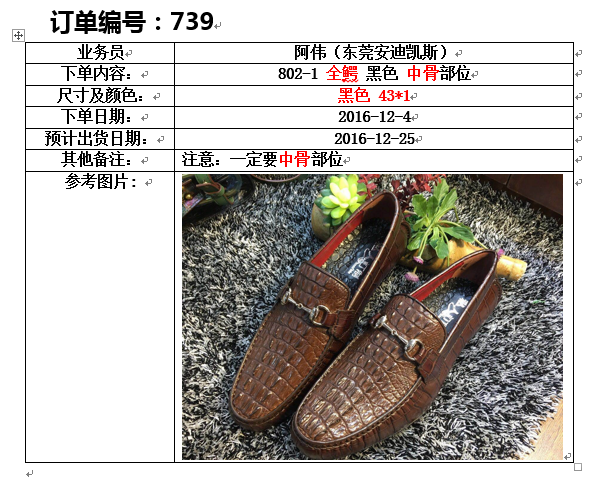 订单编号：739
业务员 阿伟（东莞安迪凯斯）
下单内容： 802-1 全鳄 黑色 中骨部位
尺寸及颜色： 黑色 43*1
下单日期： 2016-12-4
预计出货日期： 2016-12-25
其他备注： 注意：一定要中骨部位
参考图片：